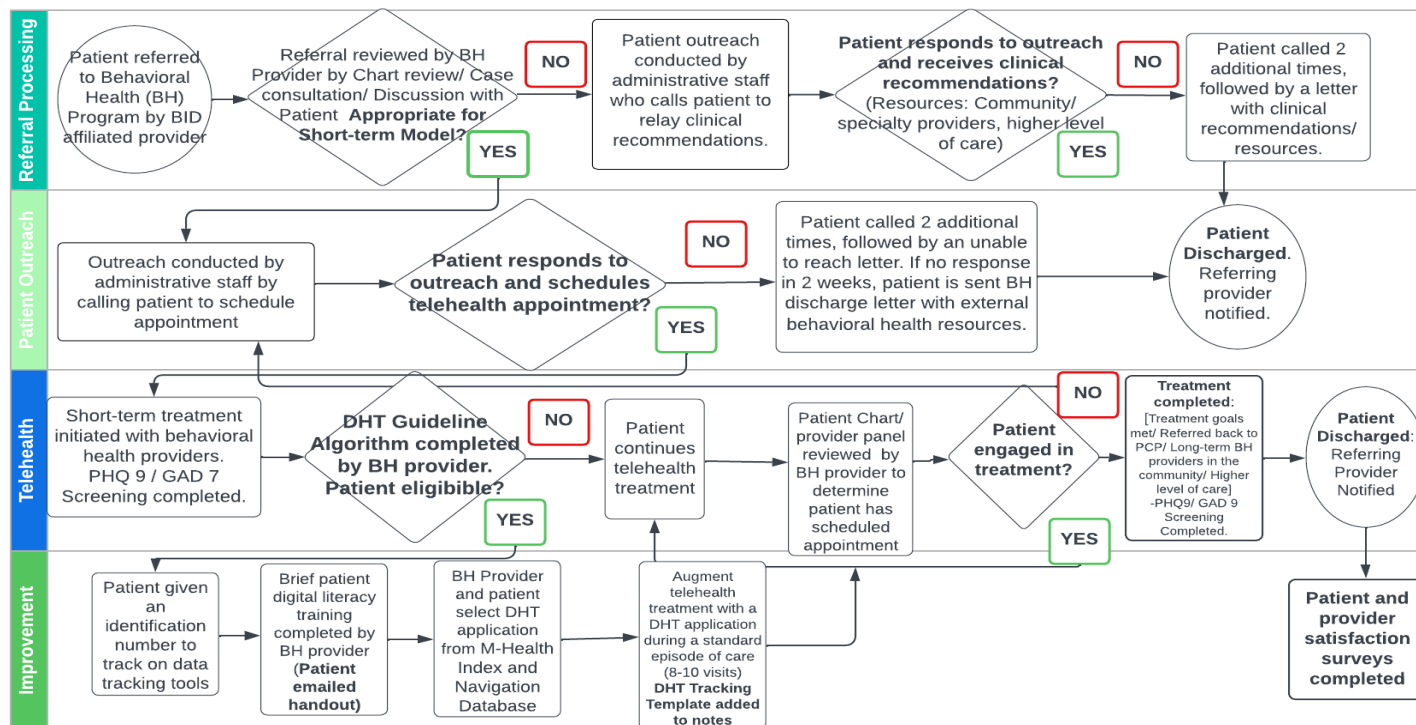 Referral Processing
Patient referred
to Behavioral
Health (BH)
Program by BID
affiliated provider
Referral reviewed by BH
Provider by Chart review/ Case
consultation/ Discussion with
Patient Appropriate for
Short-term Model?
NO
YES
Patient outreach
conducted by
administrative staff
who calls patient to
relay clinical
recommendations.
Patient responds to outreach
and receives clinical
recommendations?
(Resources: Community/
specialty providers, higher level
of care)
NO
YES
Patient called 2
additional times,
followed by a letter
with clinical
recommendations/
resources.
Patient Outreach
Outreach conducted by
administrative staff by
calling patient to schedule
appointment
Patient responds to
outreach and schedules
telehealth appointment?
NO
YES
Patient called 2 additional
times, followed by an unable
to reach letter. If no response
in 2 weeks, patient is sent BH
discharge letter with external
behavioral health resources.
Patient
Discharged.
Referring
provider
notified.
Telehealth
Short-term treatment
initiated with behavioral
health providers.
PHQ 9 / GAD 7
Screening completed.
DHT Guideline
Algorithm completed
by BH provider.
Patient eligibible?
NO
YES
Patient
continues
telehealth
treatment
Patient Chart/
provider panel
reviewed by
BH provider to
determine
patient has
scheduled
appointment
Patient
engaged in
treatment?
NO
YES
Treatment
completed:
[Treatment goals
met/ Referred back to
PCP/ Long-term BH
providers in the
community/ Higher
level of care]
-PHQ9/ GAD 9
Screening
Completed.
Patient
Discharged:
Referring
Provider
Notified
Improvement
Patient given
an
identification
number to
track on data
tracking tools
Brief patient
digital literacy
training
completed by
BH provider
(Patient
emailed
handout)
BH Provider
and patient
select DHT
application
from M-Health
Index and
Navigation
Database
Augment
telehealth
treatment with a
DHT application
during a standard
episode of care
(8-10 visits)
DHT Tracking
Template added
to notes
Patient and
provider
satisfaction
surveys
completed